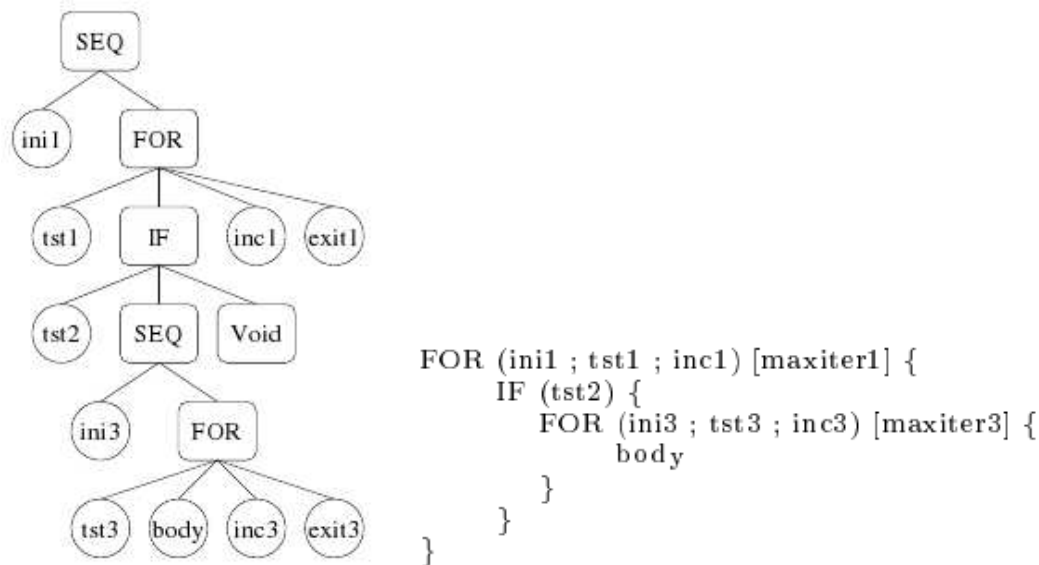 SEQ
ini1 FOR
tst1 IF inc1 exit1
tst2 SEQ Void
ini3 FOR
tst3 body inc3 exit3
FOR (ini1 ; tst1 ; inc1) [maxiter1] {
IF (tst2) {
FOR (ini3 ; tst3 ; inc3) [maxiter3] {
body
}
}
}